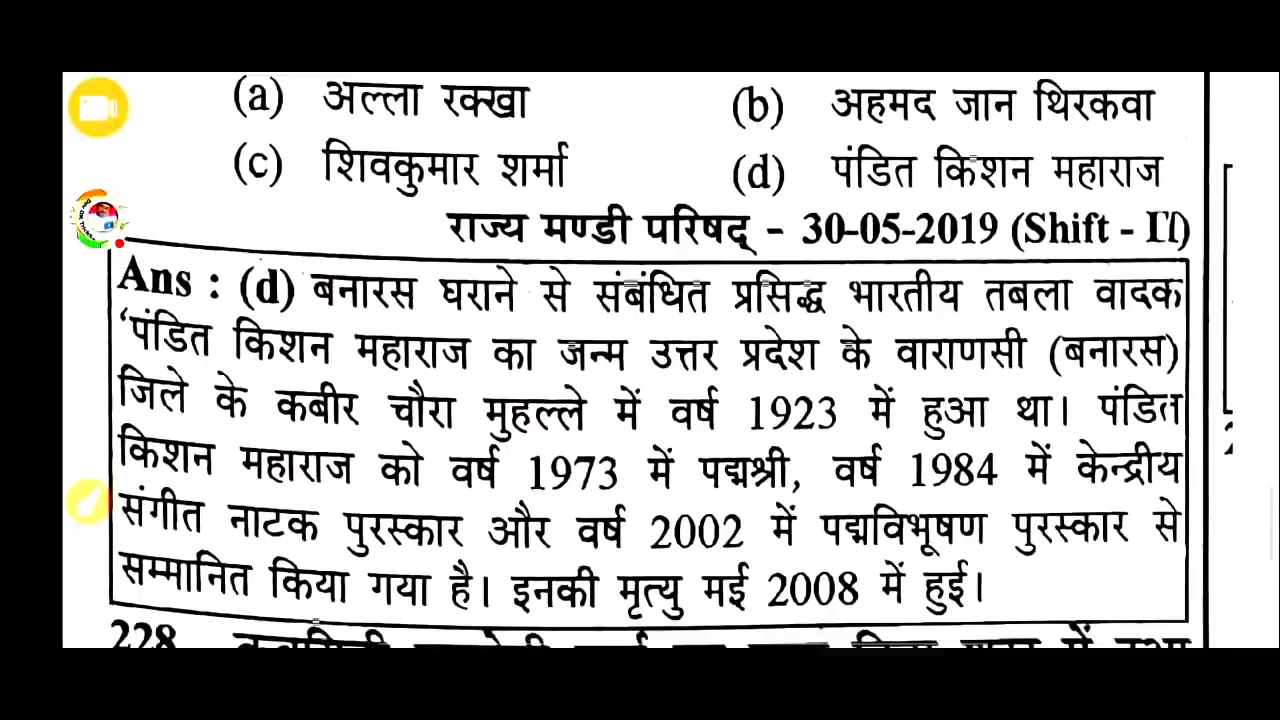 (a) अल्ला रक्खा (b) अहमद जान थिरकवा
(c) शिवकुमार शर्मा (d) पंडित किशन महाराज
राज्य मण्डी परिषद् - 30-05-2019 (Shift - II)
Ans : (d) बनारस घराने से संबंधित प्रसिद्ध भारतीय तबला वादक
‘पंडित किशन महाराज का जन्म उत्तर प्रदेश के वाराणसी (बनारस)
जिले के कबीर चौरा मुहल्ले में वर्ष 1923 में हुआ था। पंडित
किशन महाराज को वर्ष 1973 में पद्मश्री, वर्ष 1984 में केन्द्रीय
संगीत नाटक पुरस्कार और वर्ष 2002 में पद्मविभूषण पुरस्कार से
सम्मानित किया गया है। इनकी मृत्यु मई 2008 में हुई।
228